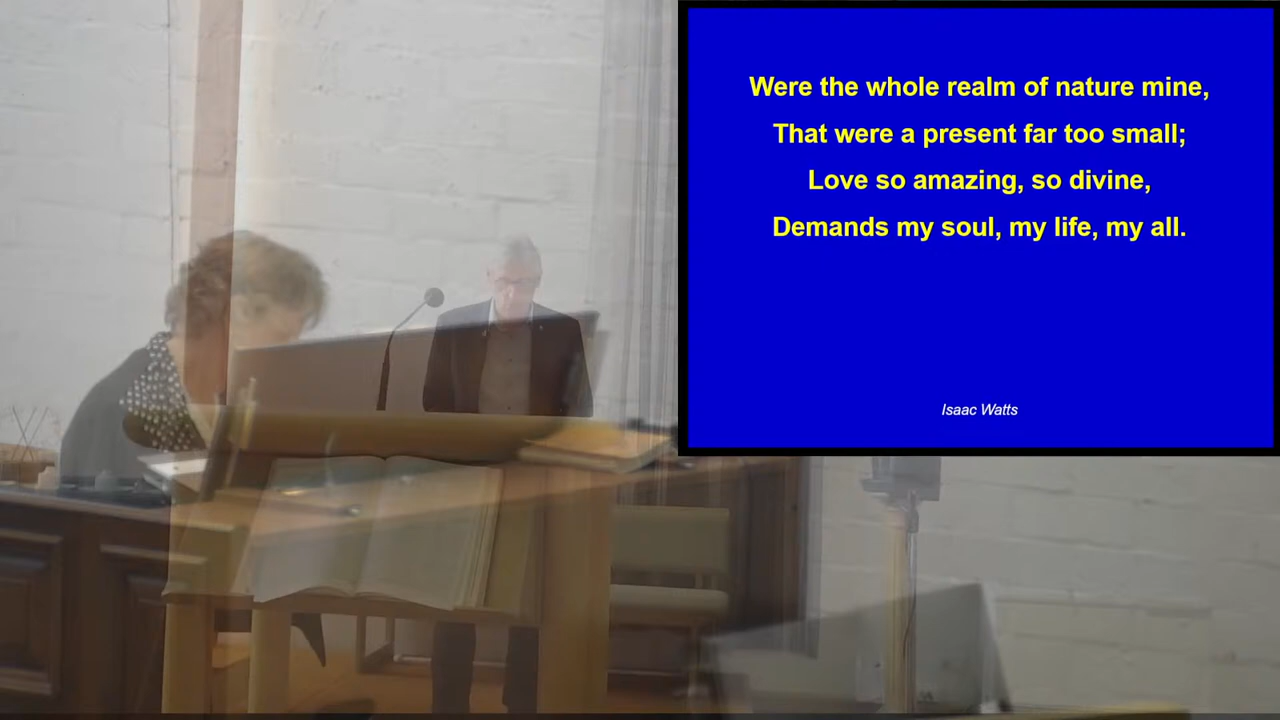 Were the whole realm of nature mine,
That were a present far too small;
Love so amazing, so divine,
Demands my soul, my life, my all.
Isaac Watts